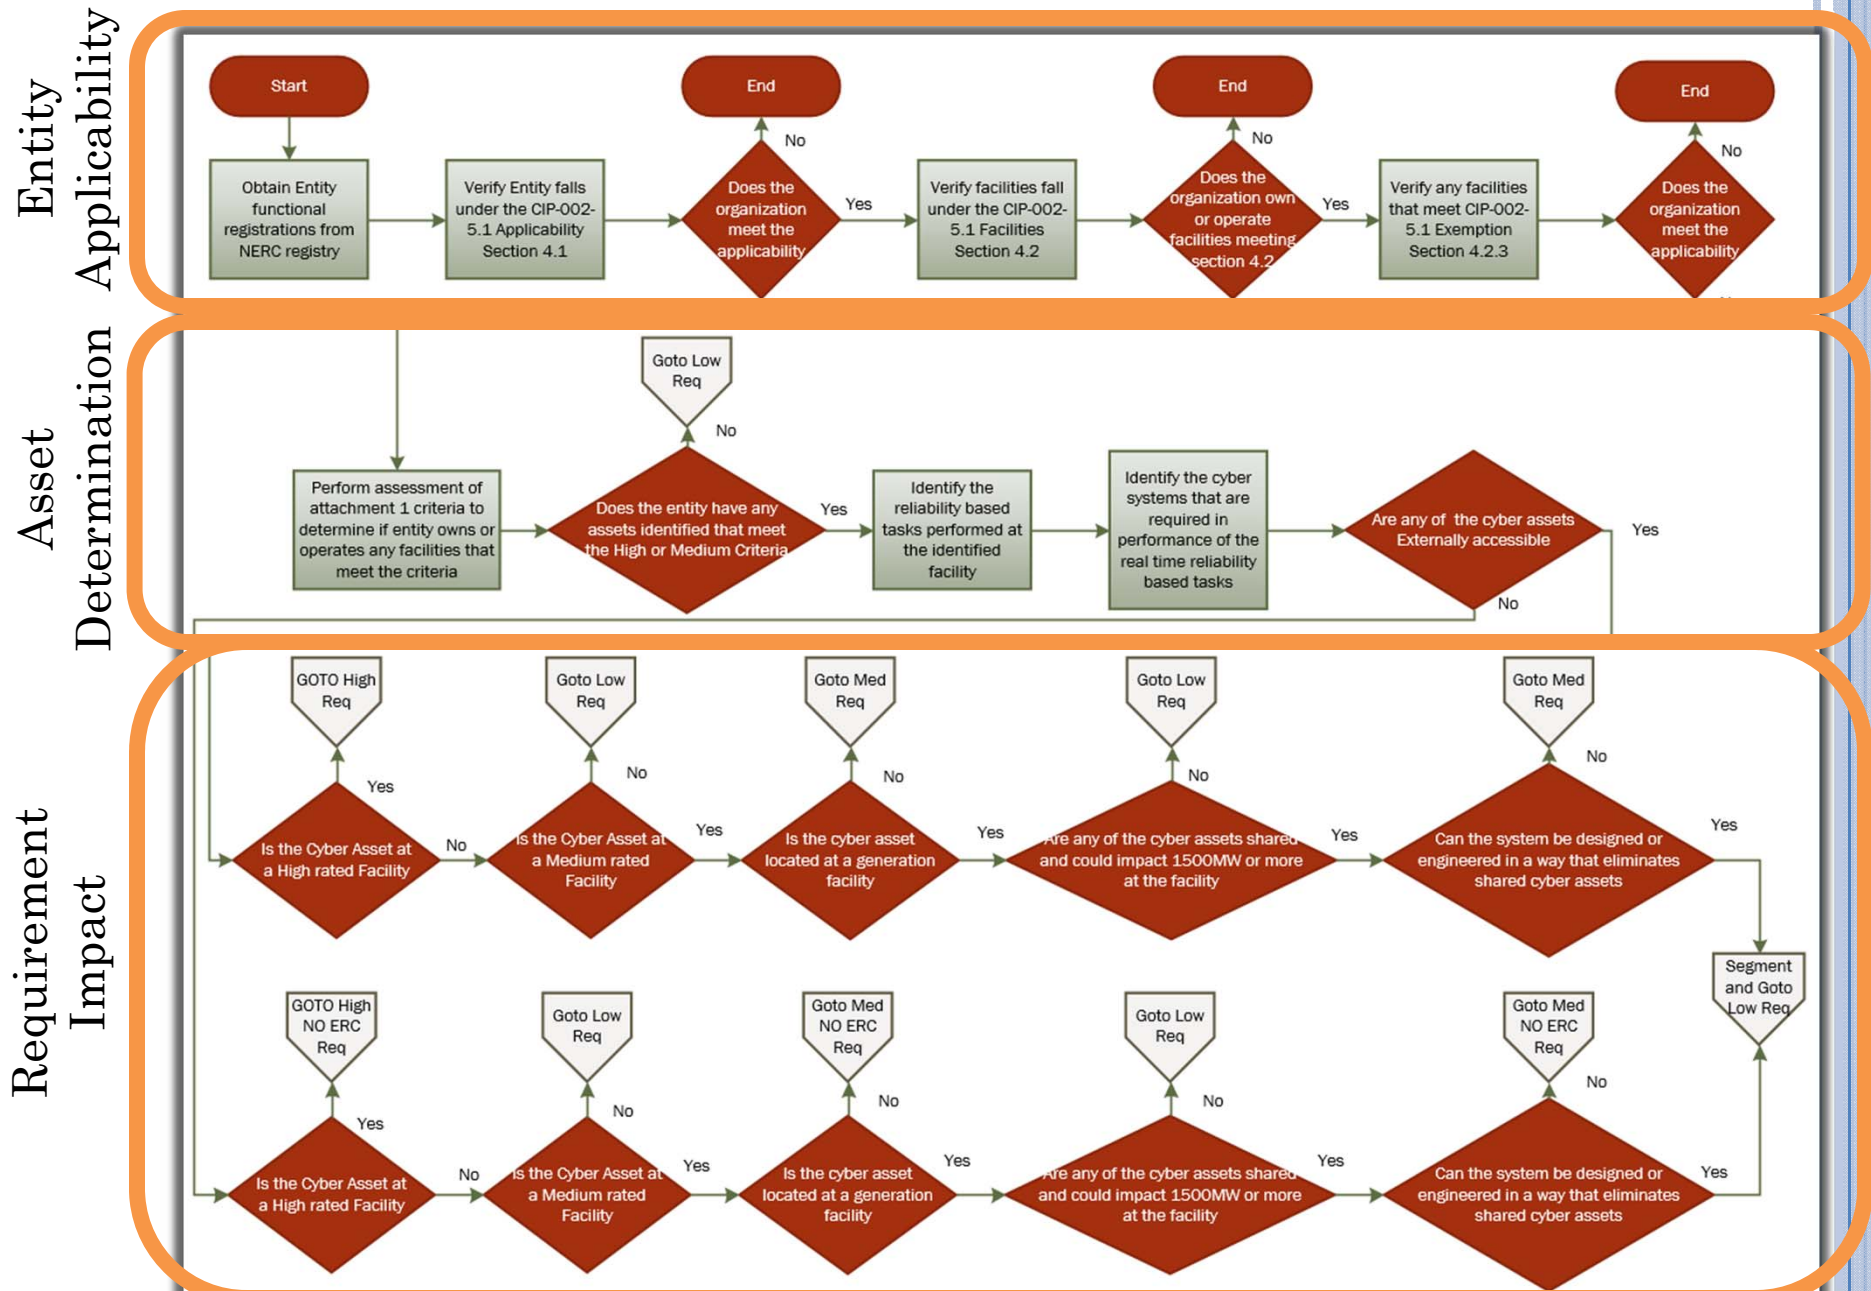 Entity
Applicability
Start
End
End
End
No
No
No
Obtain Entity
functional
registrations from
NERC registry
Verify Entity falls
under the CIP-002-
5.1 Applicability
Section 4.1
Does the
organization
meet the
applicability
Yes
Verify facilities fall
under the CIP-002-
5.1 Facilities
Section 4.2
Does the
organization own
or operate
facilities meeting
section 4.2
Yes
Verify any facilities
that meet CIP-002-
5.1 Exemption
Section 4.2.3
Does the
organization
meet the
applicability
Asset
Determination
Goto Low
Req
No
Perform assessment of
attachment 1 criteria to
determine if entity owns or
operates any facilities that
meet the criteria
Does the entity have any
assets identified that meet
the High or Medium Criteria
Yes
Identify the
reliability based
tasks performed at
the identified
facility
Identify the cyber
systems that are
required in
performance of the
real time reliability
based tasks
Are any of the cyber assets
Externally accessible
Yes
No
Requirement
Impact
GOTO High
Req
Goto Low
Req
Goto Med
Req
Goto Low
Req
Goto Med
Req
Yes
No
No
No
No
Is the Cyber Asset at
a High rated Facility
No
Is the Cyber Asset at
a Medium rated
Facility
Yes
Is the cyber asset
located at a generation
facility
Yes
Are any of the cyber assets shared
and could impact 1500MW or more
at the facility
Yes
Can the system be designed or
engineered in a way that eliminates
shared cyber assets
Yes
Segment
and Goto
Low Req
GOTO High
NO ERC
Req
Goto Low
Req
Goto Med
NO ERC
Req
Goto Low
Req
Goto Med
NO ERC
Req
Yes
No
No
No
No
Is the Cyber Asset at
a High rated Facility
No
Is the Cyber Asset at
a Medium rated
Facility
Yes
Is the cyber asset
located at a generation
facility
Yes
Are any of the cyber assets shared
and could impact 1500MW or more
at the facility
Yes
Can the system be designed or
engineered in a way that eliminates
shared cyber assets
Yes